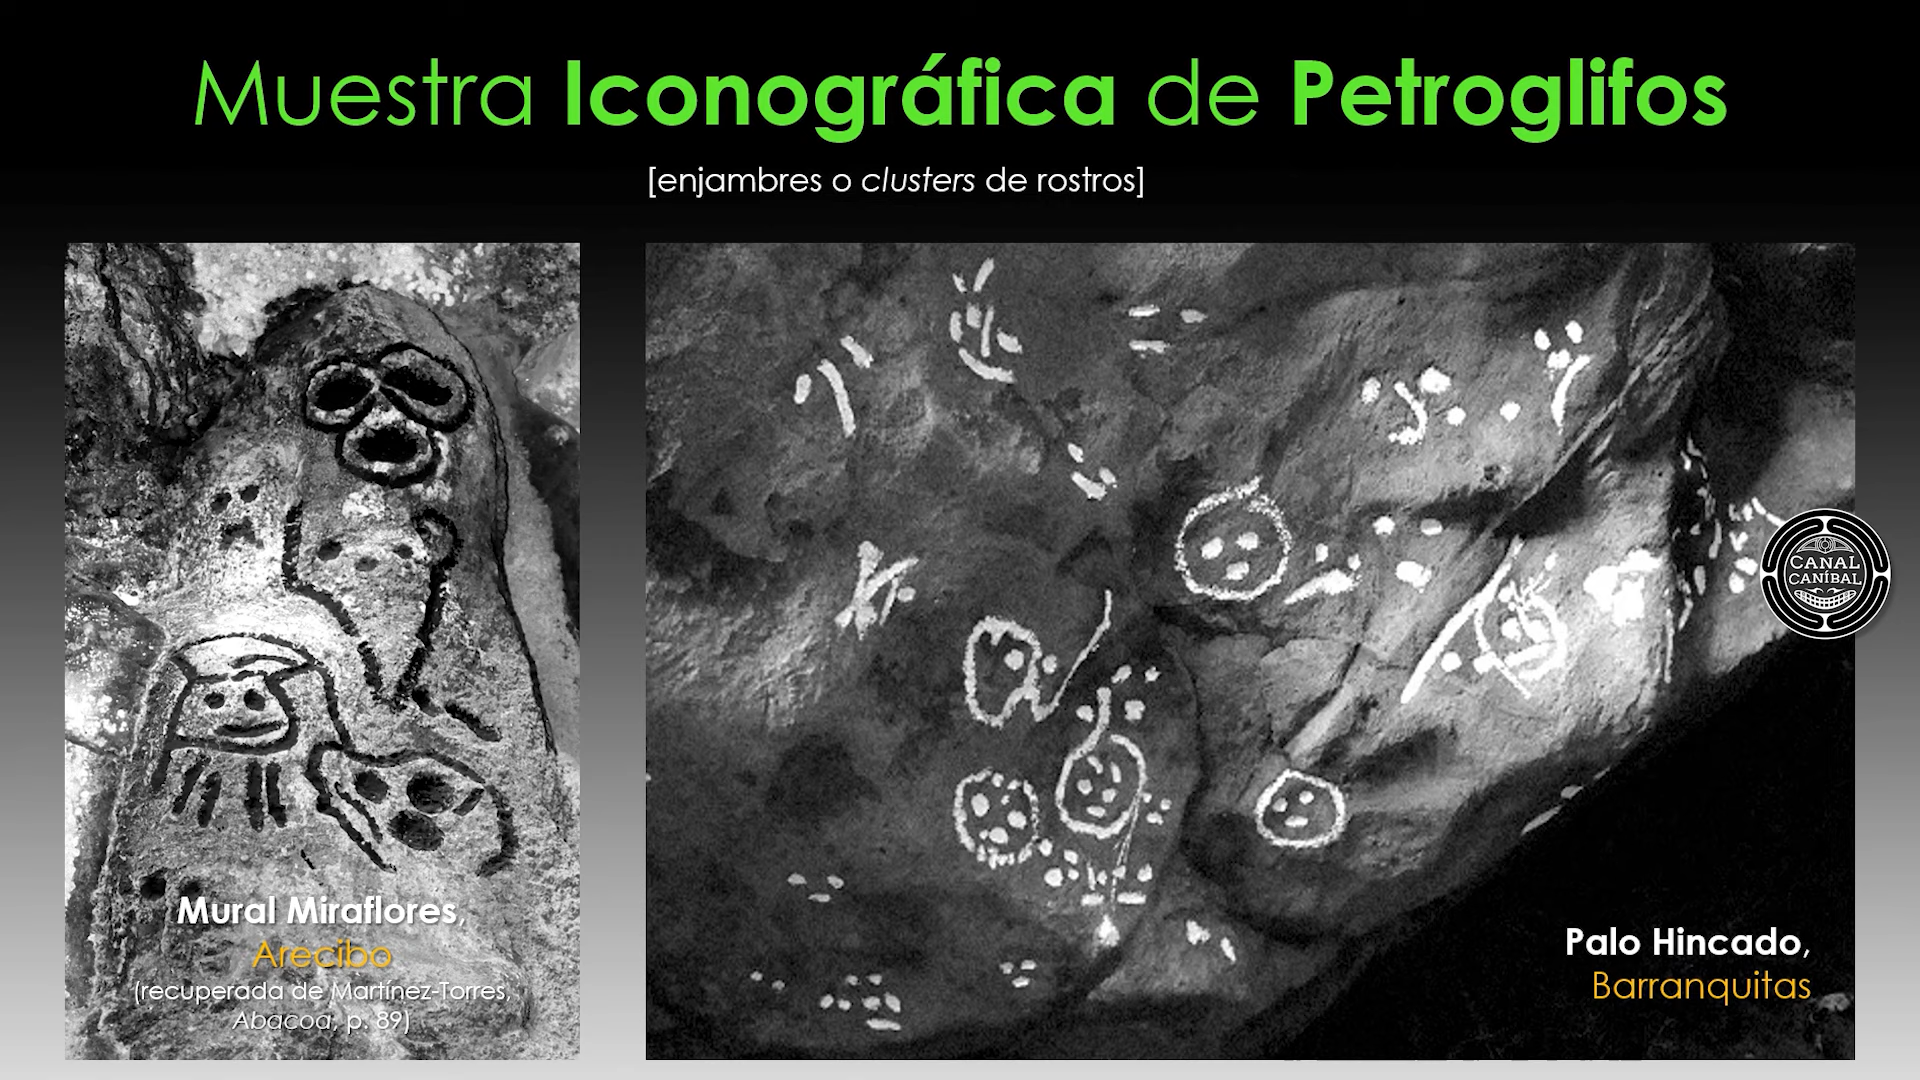 Muestra Iconográfica de Petroglifos
[enjambres o clusters de rostros]
Mural Miraflores,
Arecibo
(recuperada de Martínez-Torres,
Abacoa, p. 89)
Palo Hincado,
Barranquitas
CANAL
CANÍBAL